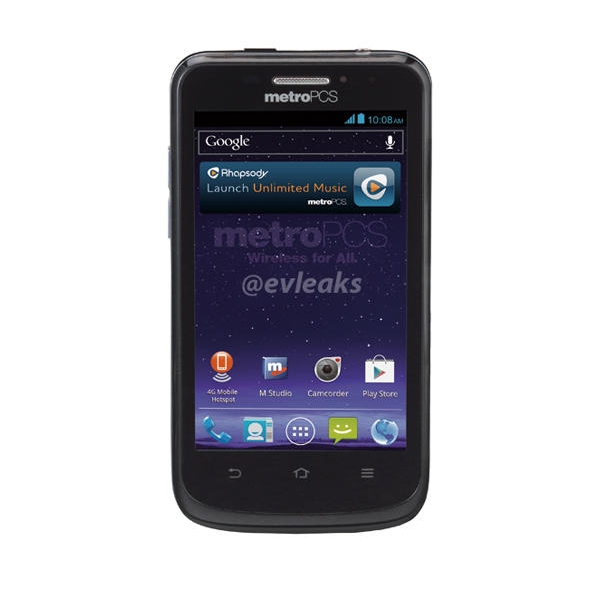 metroPCS
10:08 AM
Google
Rhapsody
Launch Unlimited Music
metroPCS
metroPCS
Wireless for All.
@evleaks
4G Mobile
Hotspot
M Studio
Camcorder
Play Store